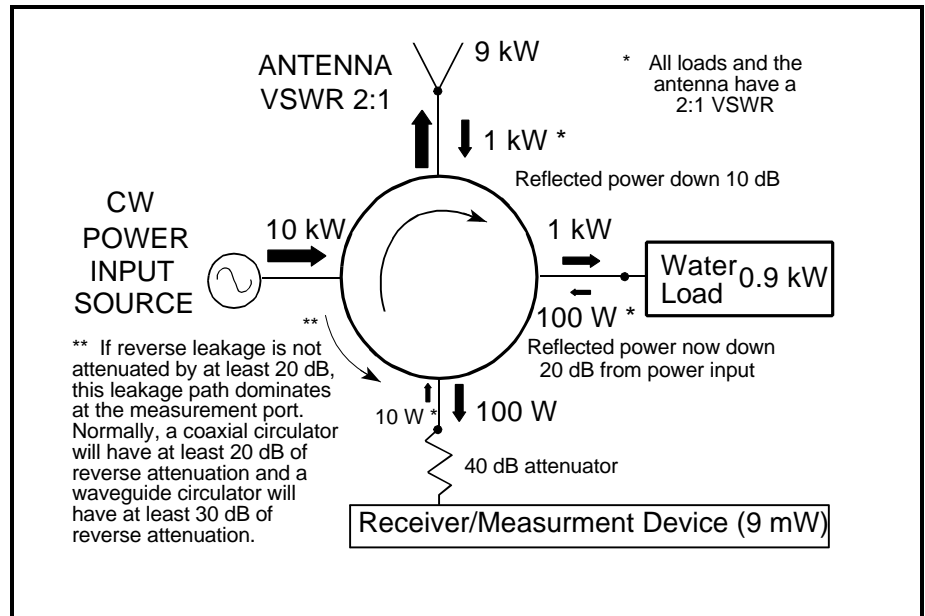 ANTENNA
VSWR 2:1
9 kW
* All loads and the
antenna have a
2:1 VSWR
1 kW *
Reflected power down 10 dB
CW
POWER
INPUT
SOURCE
10 kW
1 kW
Water
Load
0.9 kW
100 W *
Reflected power now down
20 dB from power input
**
** If reverse leakage is not
attenuated by at least 20 dB,
this leakage path dominates
at the measurement port.
Normally, a coaxial circulator
will have at least 20 dB of
reverse attenuation and a
waveguide circulator will
have at least 30 dB of
reverse attenuation.
10 W *
100 W
40 dB attenuator
Receiver/Measurment Device (9 mW)